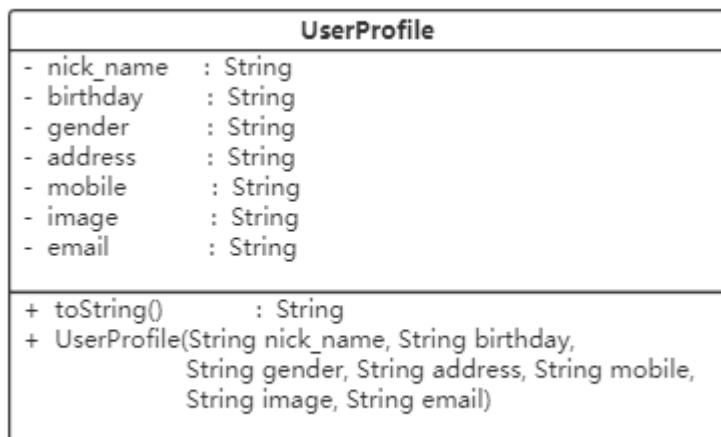 UserProfile
- nick_name : String
- birthday : String
- gender : String
- address : String
- mobile : String
- image : String
- email : String
+ toString() : String
+ UserProfile(String nick_name, String birthday,
String gender, String address, String mobile,
String image, String email)